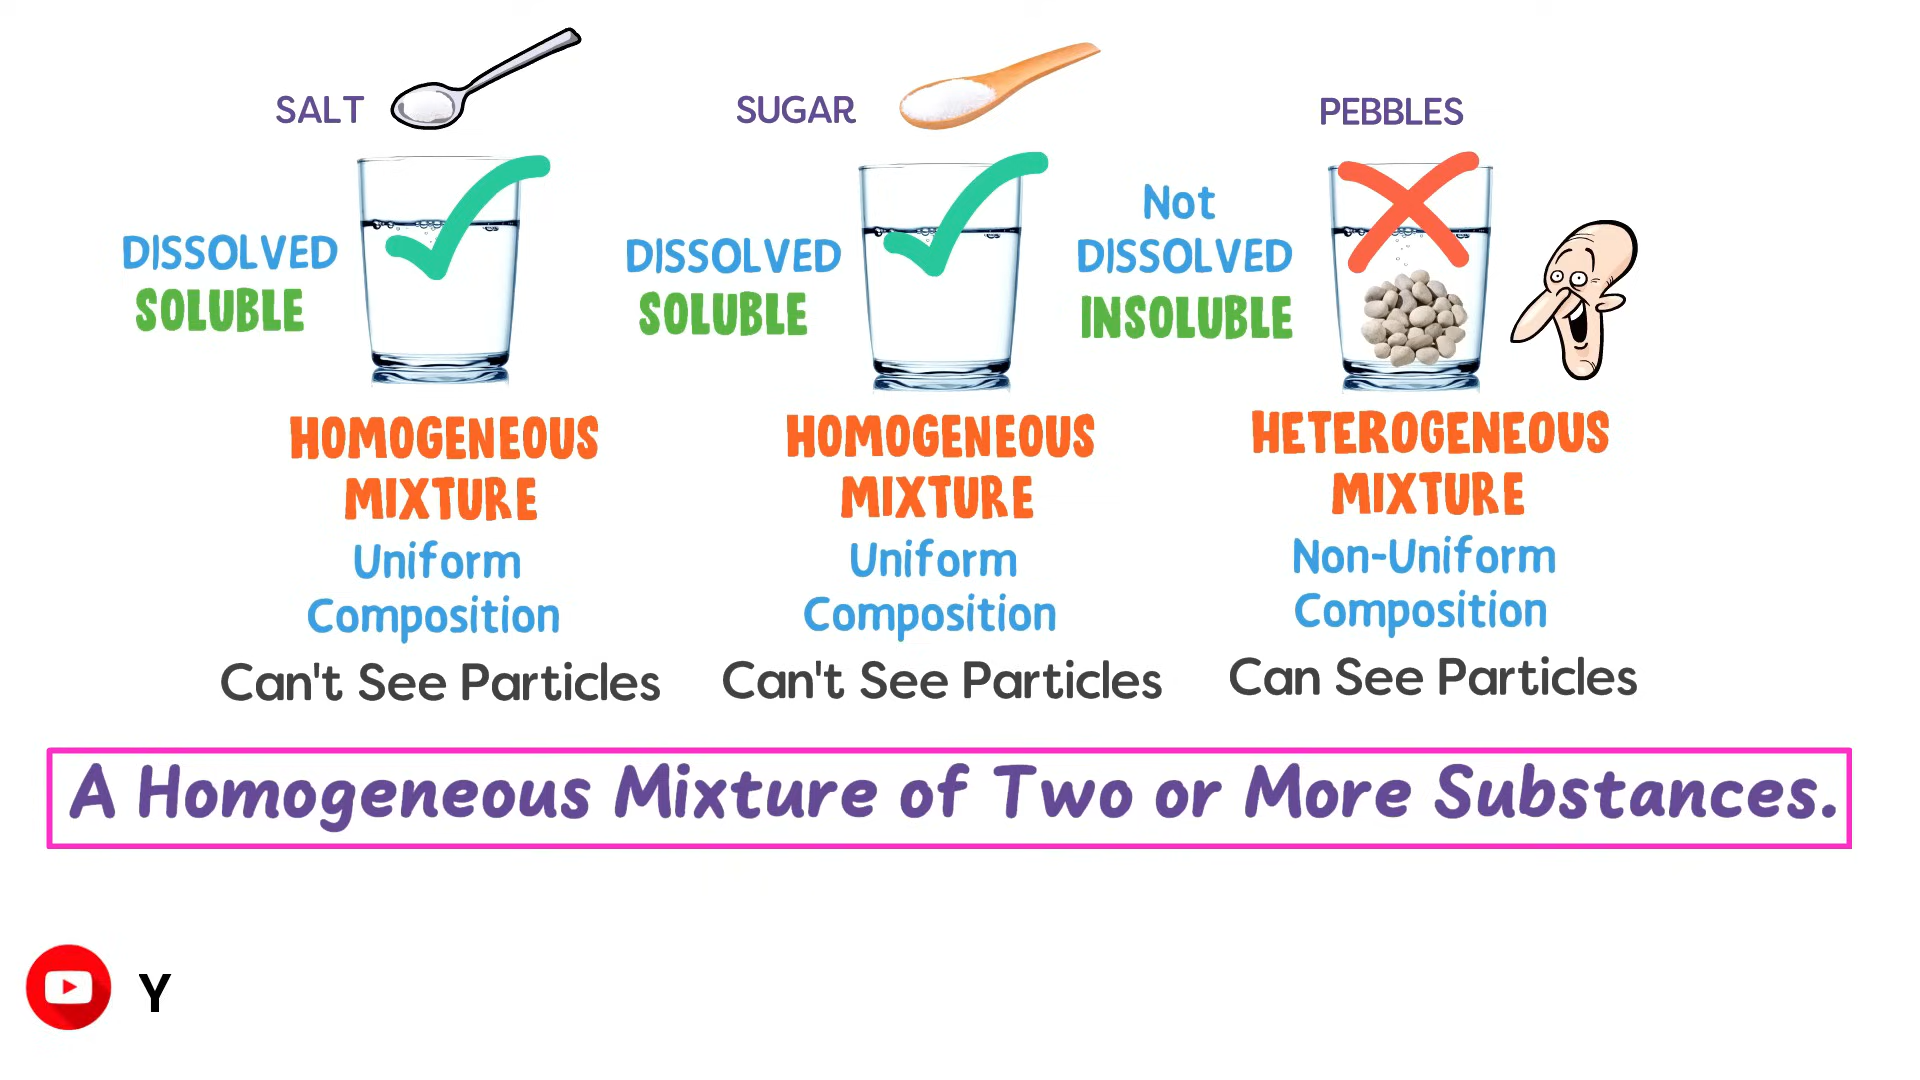 SALT
DISSOLVED
SOLUBLE
HOMOGENEOUS
MIXTURE
Uniform
Composition
Can't See Particles
SUGAR
DISSOLVED
SOLUBLE
HOMOGENEOUS
MIXTURE
Uniform
Composition
Can't See Particles
PEBBLES
Not
DISSOLVED
INSOLUBLE
HETEROGENEOUS
MIXTURE
Non-Uniform
Composition
Can See Particles
A Homogeneous Mixture of Two or More Substances.
Y